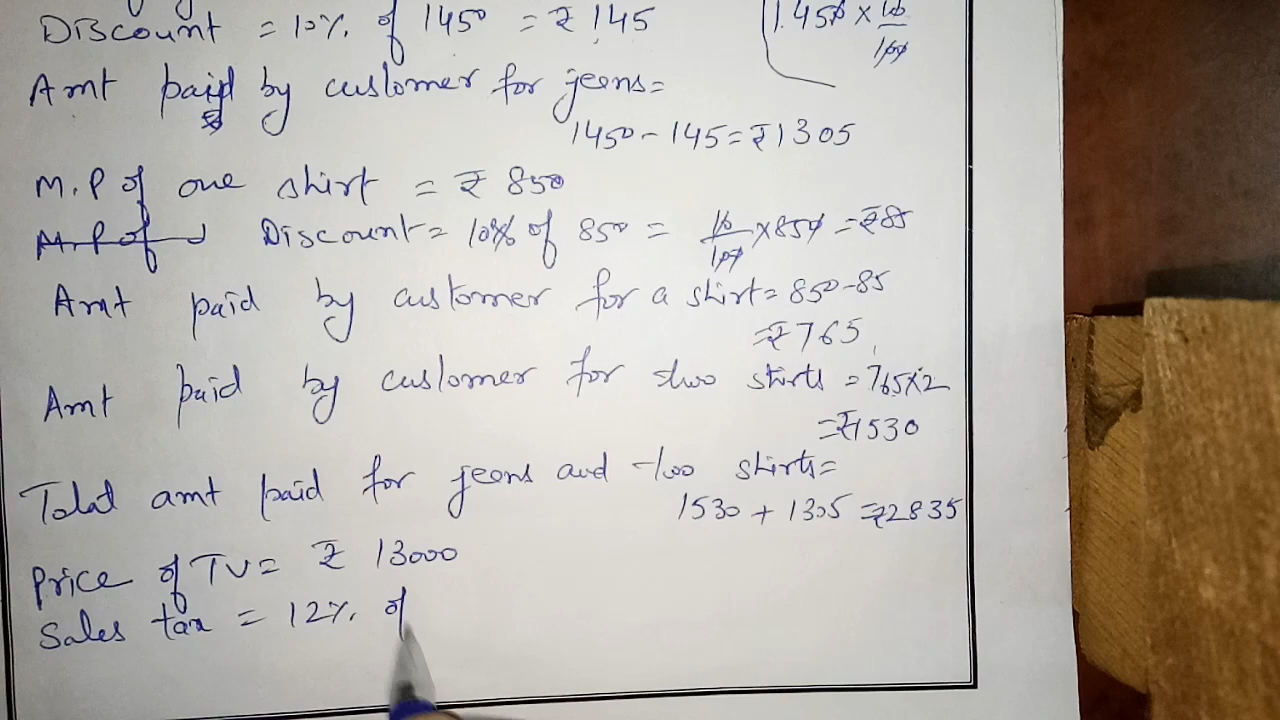 Discount = 10% of 1450 = ₹ 145
1450 × 10/100
Amt paid by customer for jeans =
1450 - 145 = ₹1305
M.P of one shirt = ₹ 850
M.P of Discount = 10% of 850 = 10/100 × 850 = ₹85
Amt paid by customer for a shirt = 850-85
= ₹765
Amt paid by customer for two shirts = 765×2
= ₹1530
Total amt paid for jeans and two shirts =
1530 + 1305 = ₹2835
Price of TV = ₹ 13000
Sales tax = 12% of